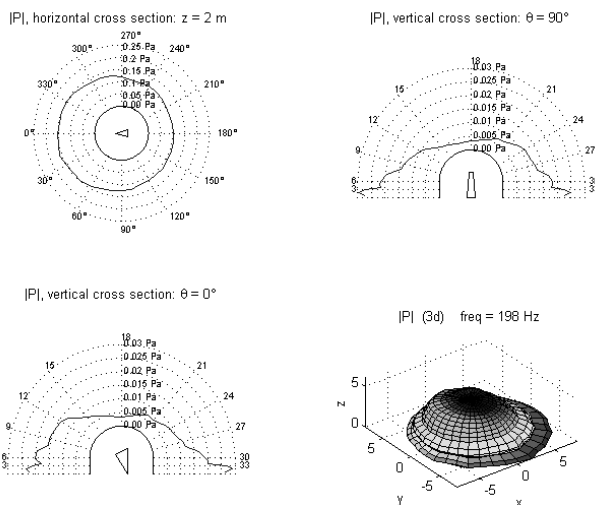 |P|, horizontal cross section: z = 2 m
270°
300°
240°
0.25 Pa
0.2 Pa
0.15 Pa
0.1 Pa
0.05 Pa
0.00 Pa
330°
210°
0°
180°
30°
150°
60°
120°
90°
|P|, vertical cross section: θ = 90°
18
0.03 Pa
0.025 Pa
0.02 Pa
0.015 Pa
0.01 Pa
0.005 Pa
0.00 Pa
15
21
12
24
9
27
6
3
3
3
|P|, vertical cross section: θ = 0°
18
0.03 Pa
0.025 Pa
0.02 Pa
0.015 Pa
0.01 Pa
0.005 Pa
0.00 Pa
15
21
12
24
9
27
6
30
3
33
|P| (3d) freq = 198 Hz
5
0
z
5
0
-5
y
-5
0
5
x